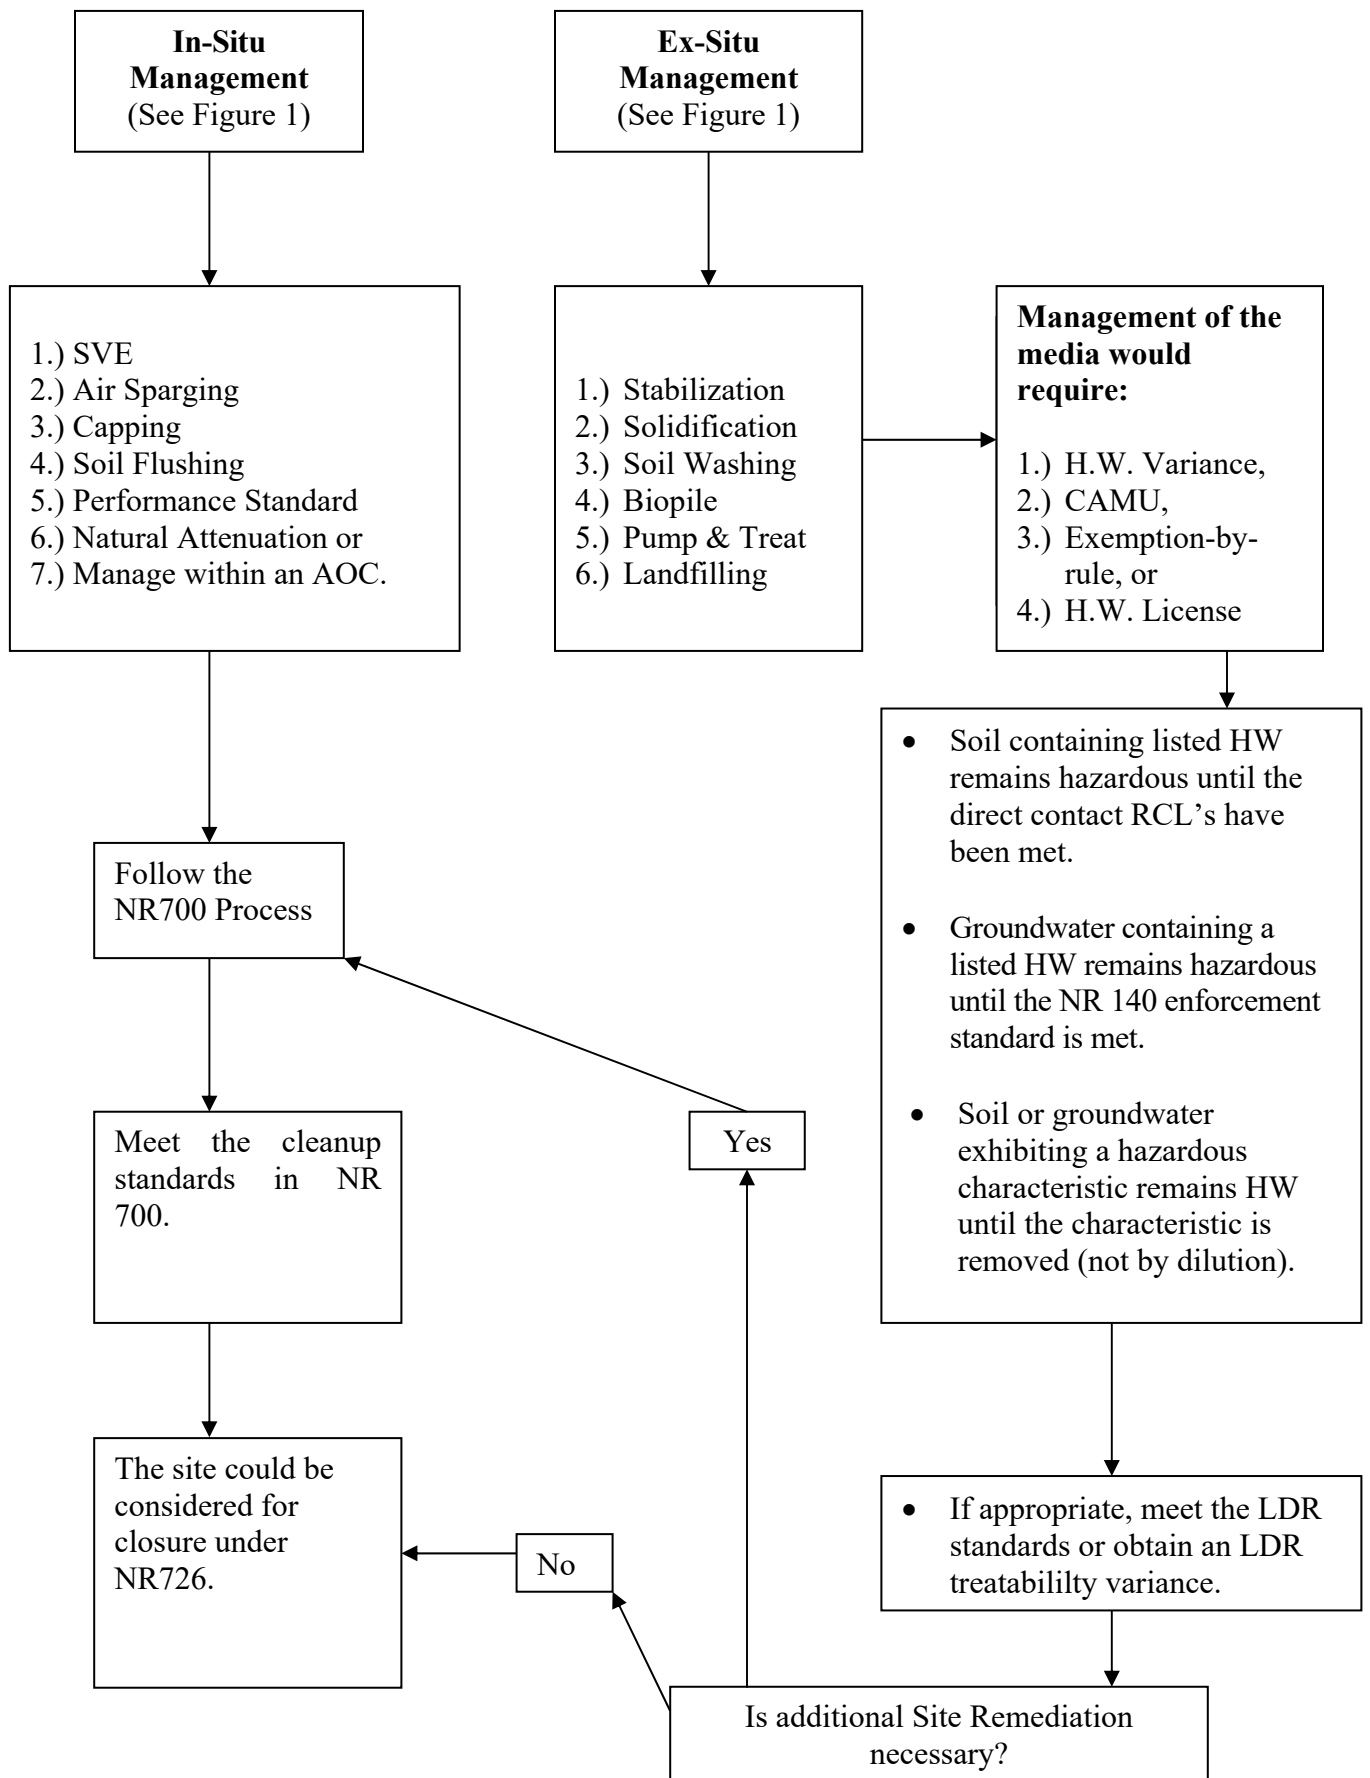 In-Situ
Management
(See Figure 1)
Ex-Situ
Management
(See Figure 1)
1.) SVE
2.) Air Sparging
3.) Capping
4.) Soil Flushing
5.) Performance Standard
6.) Natural Attenuation or
7.) Manage within an AOC.
1.) Stabilization
2.) Solidification
3.) Soil Washing
4.) Biopile
5.) Pump & Treat
6.) Landfilling
Management of the
media would
require:
1.) H.W. Variance,
2.) CAMU,
3.) Exemption-by-
rule, or
4.) H.W. License
• Soil containing listed HW
remains hazardous until the
direct contact RCL’s have
been met.
• Groundwater containing a
listed HW remains hazardous
until the NR 140 enforcement
standard is met.
• Soil or groundwater
exhibiting a hazardous
characteristic remains HW
until the characteristic is
removed (not by dilution).
Follow the
NR700 Process
Meet the cleanup
standards in NR
700.
Yes
The site could be
considered for
closure under
NR726.
No
• If appropriate, meet the LDR
standards or obtain an LDR
treatabililty variance.
Is additional Site Remediation
necessary?